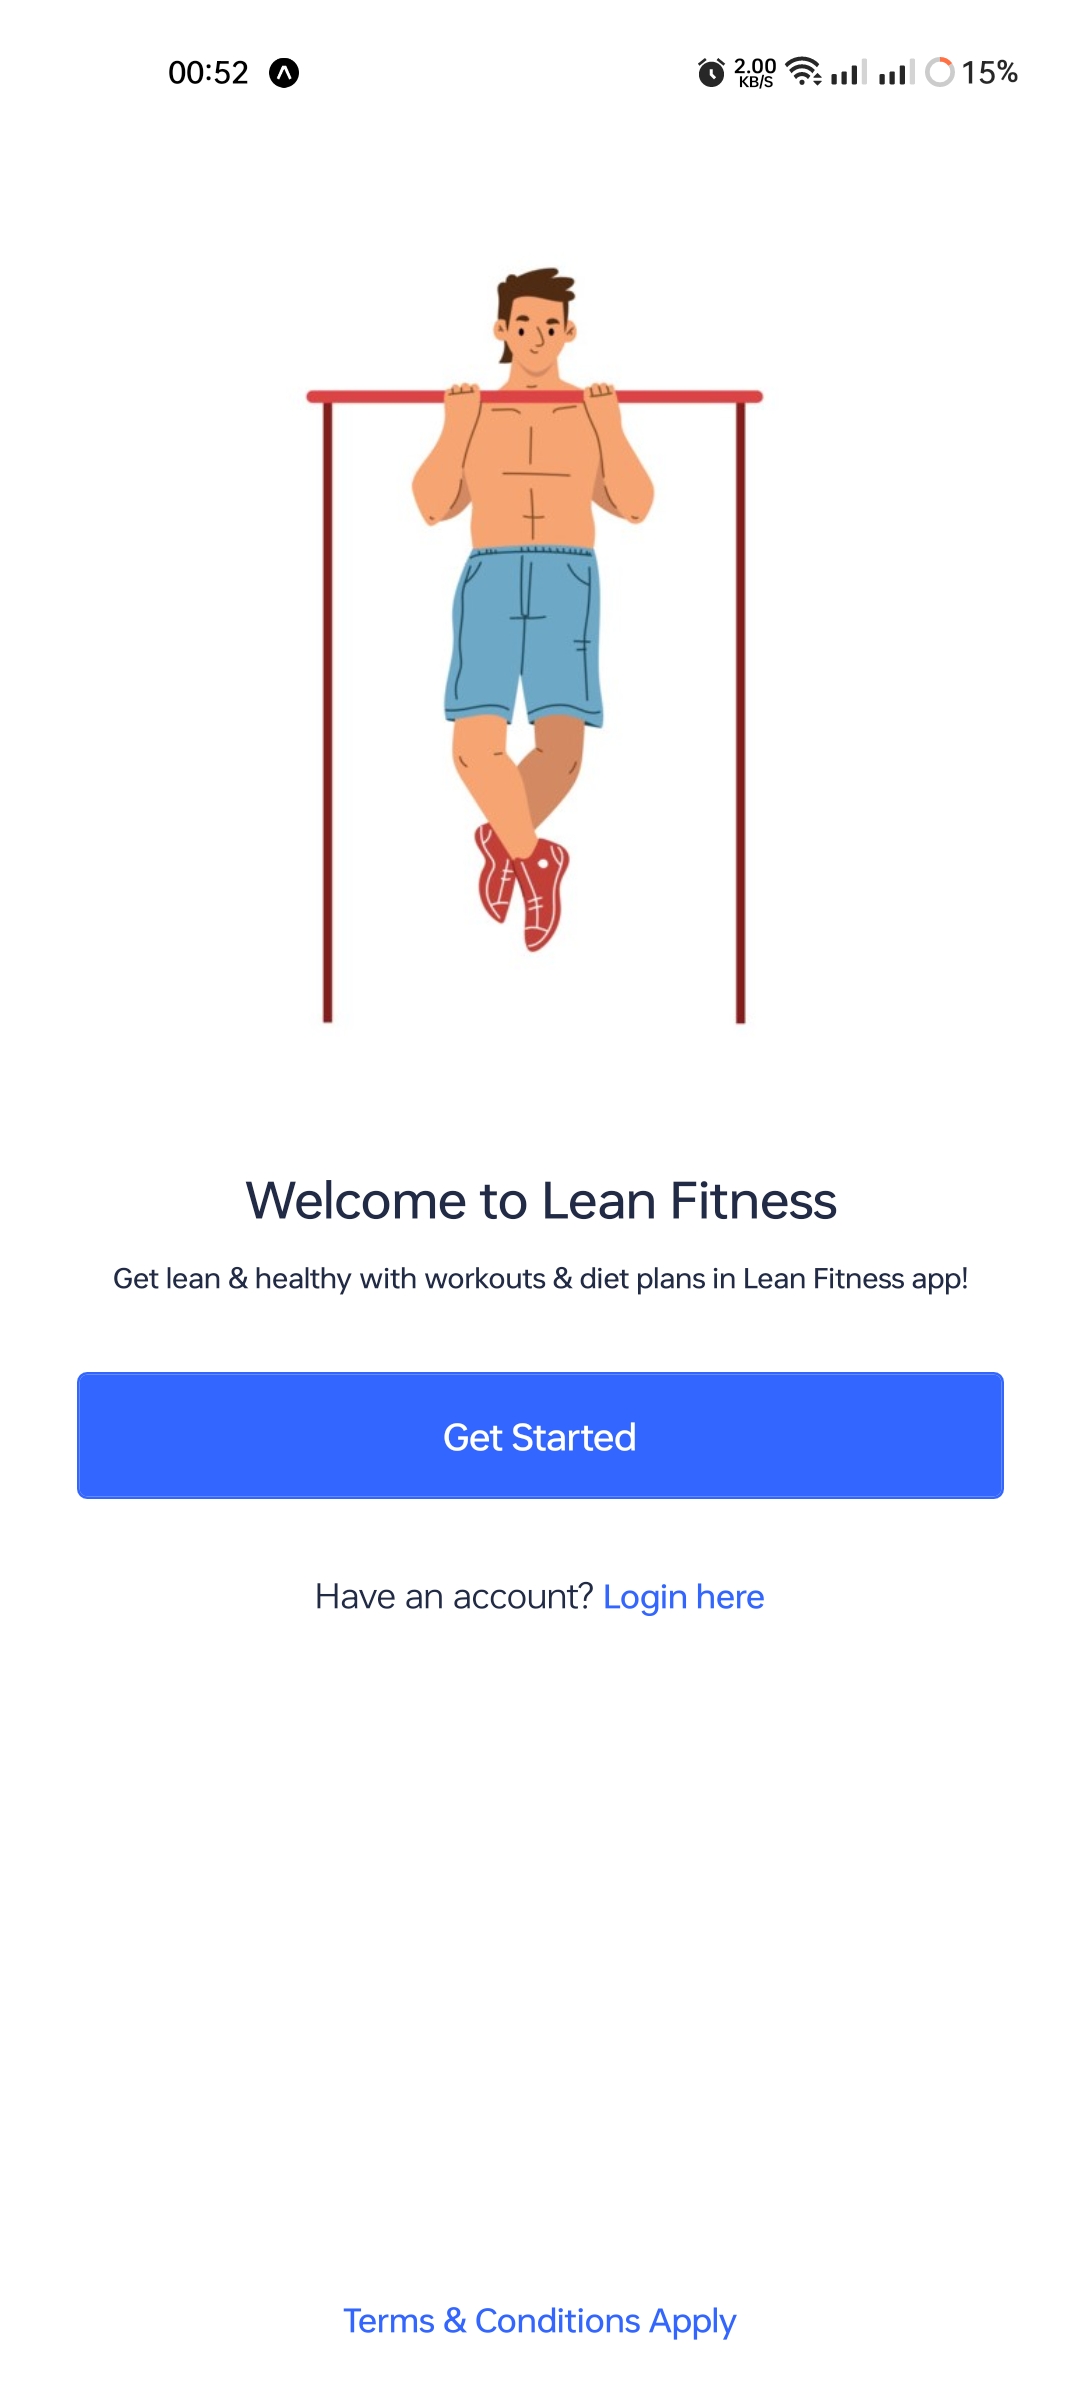 00:52
2.00
KB/S
15%
Welcome to Lean Fitness
Get lean & healthy with workouts & diet plans in Lean Fitness app!
Get Started
Have an account? Login here
Terms & Conditions Apply